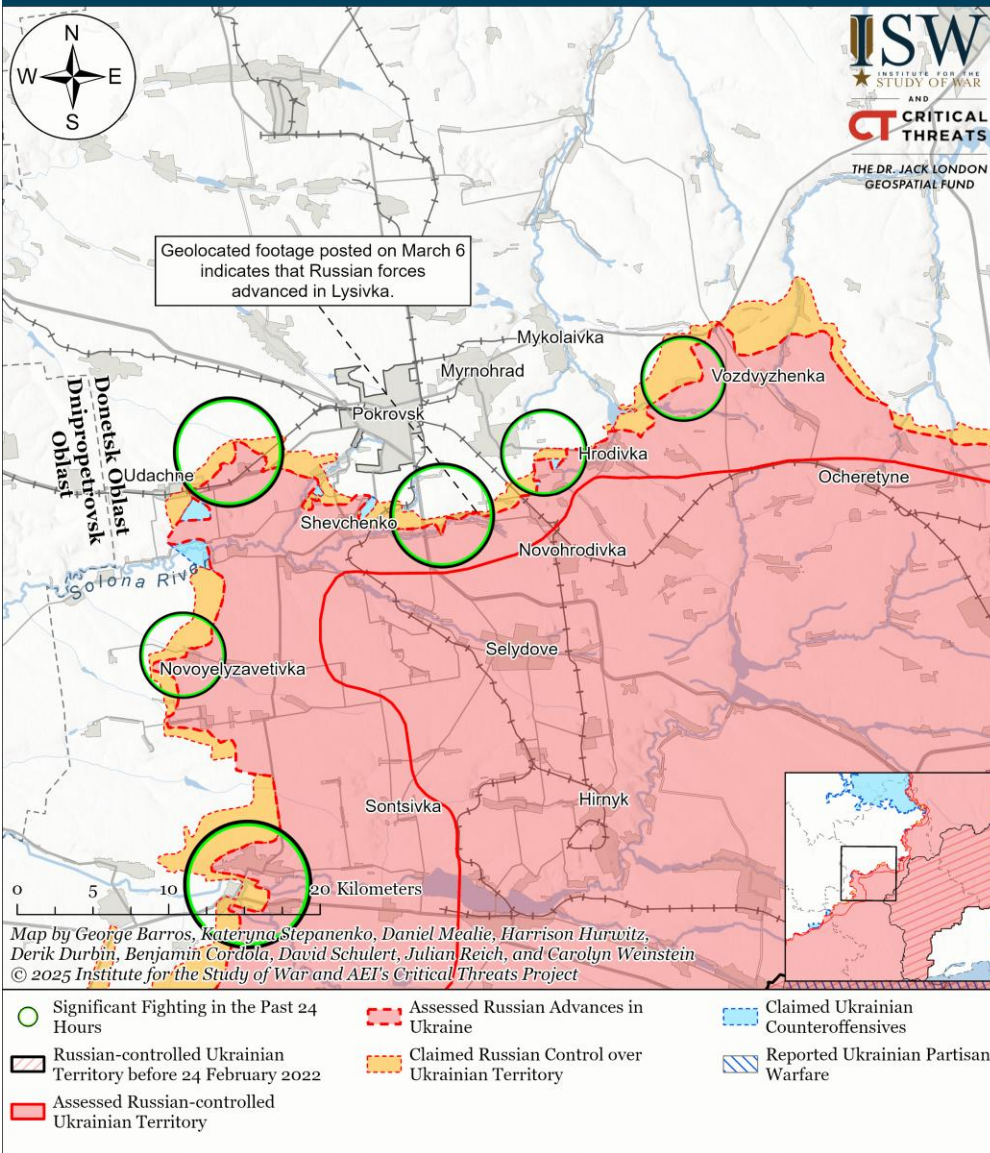 N
W E
S
ISW
INSTITUTE FOR THE
STUDY OF WAR
AND
CT CRITICAL
THREATS
THE DR. JACK LONDON
GEOSPATIAL FUND
Geolocated footage posted on March 6
indicates that Russian forces
advanced in Lysivka.
Mykolaivka
Myrnohrad
Vozdvyzhenka
Pokrovsk
Donetsk Oblast
Dnipropetrovsk
Oblast
Hrodivka
Udachne
Ocheretyne
Shevchenko
Novohrodivka
Solona River
Selydove
Novoyelyzavetivka
Sontsivka
Hirnyk
0 5 10 20 Kilometers
Map by George Barros, Kateryna Stepanenko, Daniel Mealie, Harrison Hurwitz,
Derik Durbin, Benjamin Cordola, David Schulert, Julian Reich, and Carolyn Weinstein
© 2025 Institute for the Study of War and AEI's Critical Threats Project
Significant Fighting in the Past 24
Hours
Russian-controlled Ukrainian
Territory before 24 February 2022
Assessed Russian-controlled
Ukrainian Territory
Assessed Russian Advances in
Ukraine
Claimed Russian Control over
Ukrainian Territory
Claimed Ukrainian
Counteroffensives
Reported Ukrainian Partisan
Warfare